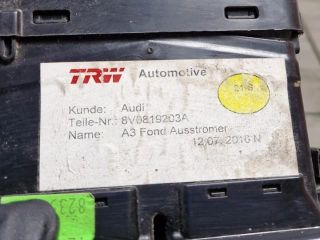 TRW Automotive
Kunde: Audi
Teile-Nr.: 8V0819203A
Name: A3 Fond Ausströmer
12.07.2016 N